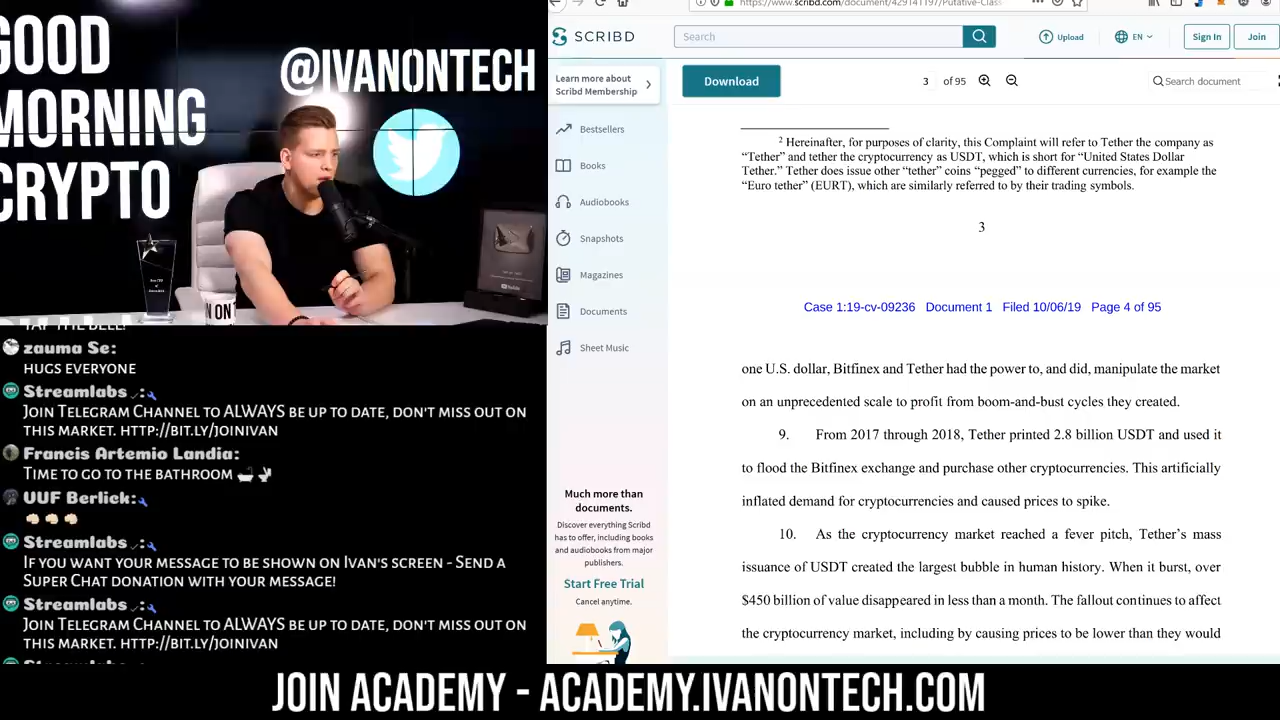 GOOD
MORNING
CRYPTO
@IVANONTECH
ON T
TAP THE BELL!
zauma Se:
HUGS EVERYONE
Streamlabs :
JOIN TELEGRAM CHANNEL TO ALWAYS BE UP TO DATE, DON'T MISS OUT ON
THIS MARKET. HTTP://BIT.LY/JOINIVAN
Francis Artemio Landia:
TIME TO GO TO THE BATHROOM 🛁🚽
UUF Berlick:
👊🏻👊🏻👊🏻
Streamlabs :
IF YOU WANT YOUR MESSAGE TO BE SHOWN ON IVAN'S SCREEN - SEND A
SUPER CHAT DONATION WITH YOUR MESSAGE!
Streamlabs :
JOIN TELEGRAM CHANNEL TO ALWAYS BE UP TO DATE, DON'T MISS OUT ON
THIS MARKET. HTTP://BIT.LY/JOINIVAN
https://www.scribd.com/document/429141197/Putative-Clas
SCRIBD
Search
Upload
EN
Sign In
Join
Learn more about
Scribd Membership
Download
3 of 95
Search document
Bestsellers
Books
Audiobooks
Snapshots
Magazines
Documents
Sheet Music
Much more than
documents.
Discover everything Scribd
has to offer, including books
and audiobooks from major
publishers.
Start Free Trial
Cancel anytime.
2 Hereinafter, for purposes of clarity, this Complaint will refer to Tether the company as
“Tether” and tether the cryptocurrency as USDT, which is short for “United States Dollar
Tether.” Tether does issue other “tether” coins “pegged” to different currencies, for example the
“Euro tether” (EURT), which are similarly referred to by their trading symbols.
3
Case 1:19-cv-09236 Document 1 Filed 10/06/19 Page 4 of 95
one U.S. dollar, Bitfinex and Tether had the power to, and did, manipulate the market
on an unprecedented scale to profit from boom-and-bust cycles they created.
9. From 2017 through 2018, Tether printed 2.8 billion USDT and used it
to flood the Bitfinex exchange and purchase other cryptocurrencies. This artificially
inflated demand for cryptocurrencies and caused prices to spike.
10. As the cryptocurrency market reached a fever pitch, Tether’s mass
issuance of USDT created the largest bubble in human history. When it burst, over
$450 billion of value disappeared in less than a month. The fallout continues to affect
the cryptocurrency market, including by causing prices to be lower than they would
JOIN ACADEMY - ACADEMY.IVANONTECH.COM